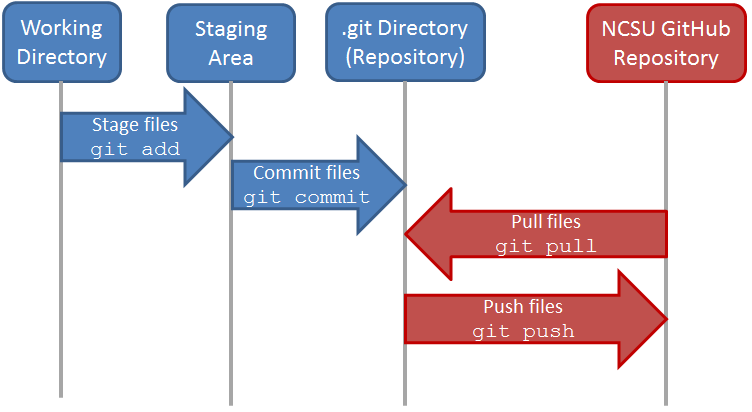 Working
Directory
Staging
Area
.git Directory
(Repository)
NCSU GitHub
Repository
Stage files
git add
Commit files
git commit
Pull files
git pull
Push files
git push